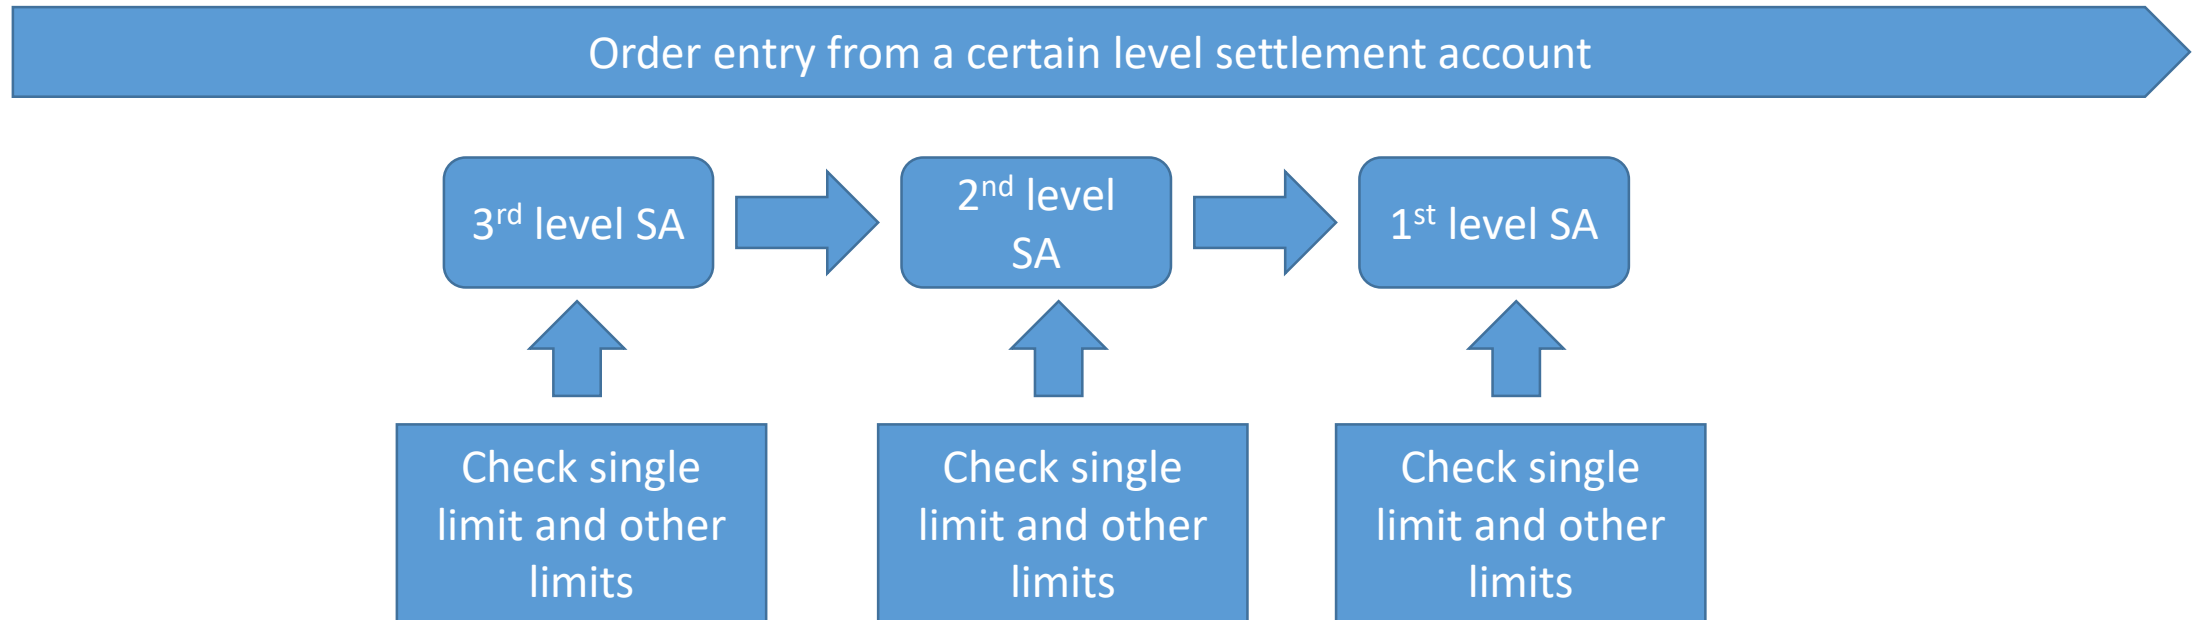 Order entry from a certain level settlement account
3rd level SA
2nd level
SA
1st level SA
Check single
limit and other
limits
Check single
limit and other
limits
Check single
limit and other
limits